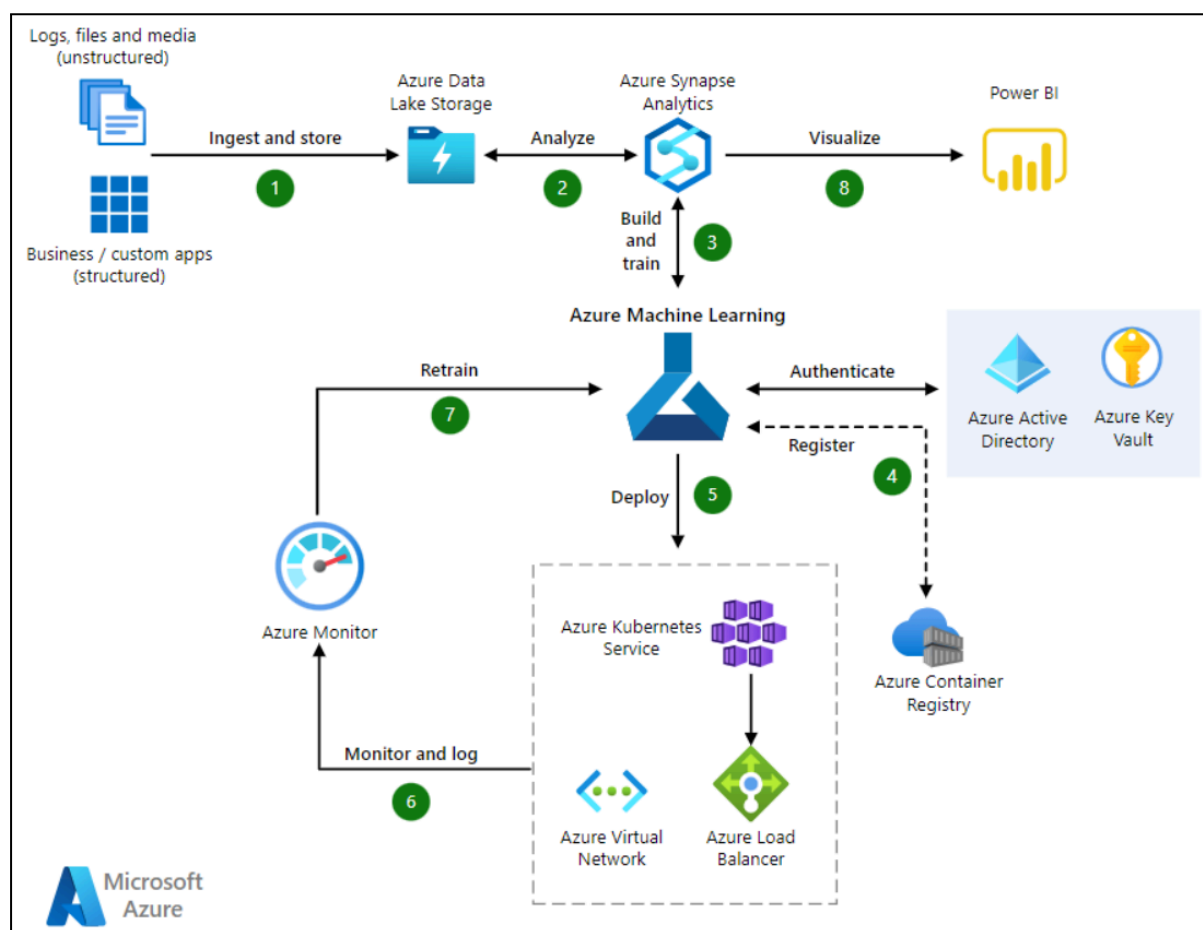 Logs, files and media
(unstructured)
Azure Data
Lake Storage
Azure Synapse
Analytics
Power BI
Ingest and store
1
Analyze
2
Visualize
8
Business / custom apps
(structured)
Build
and
train
3
Azure Machine Learning
Retrain
7
Authenticate
Azure Active
Directory
Azure Key
Vault
Register
4
Deploy
5
Azure Monitor
Azure Kubernetes
Service
Azure Container
Registry
Monitor and log
6
Azure Virtual
Network
Azure Load
Balancer
Microsoft
Azure